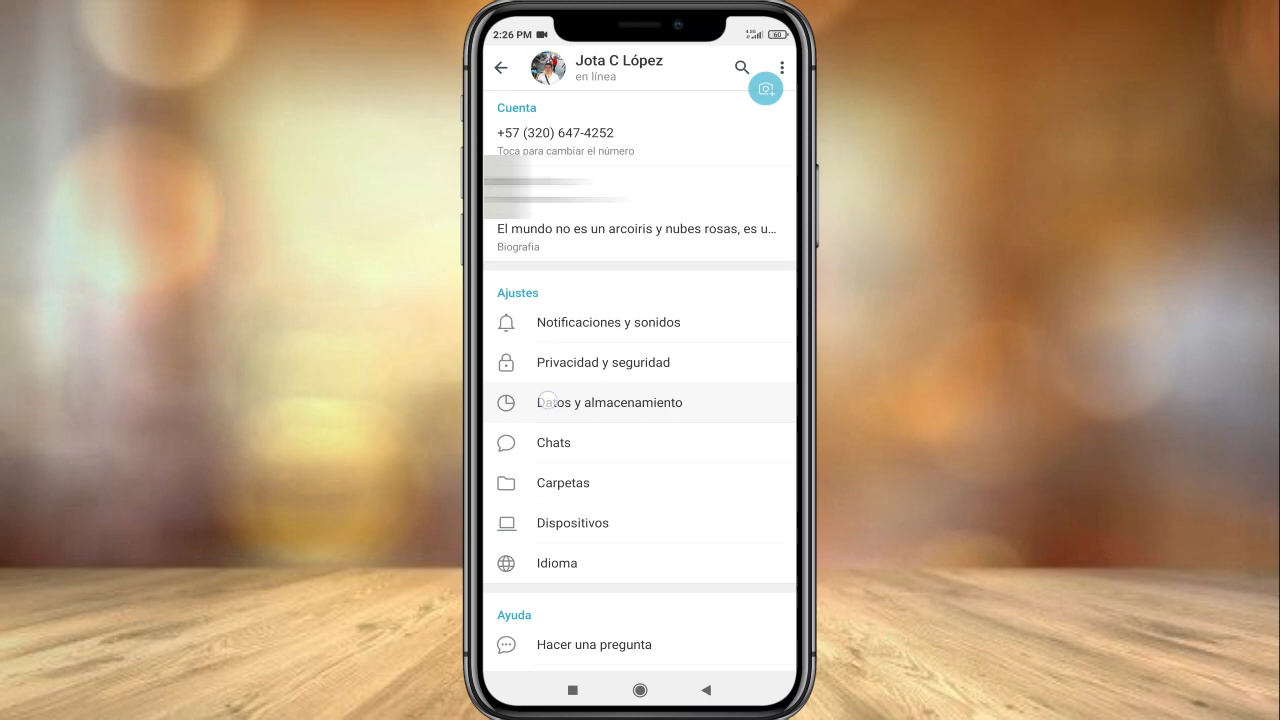 2:26 PM
60
Jota C López
en línea
Cuenta
+57 (320) 647-4252
Toca para cambiar el número
El mundo no es un arcoiris y nubes rosas, es u...
Biografía
Ajustes
Notificaciones y sonidos
Privacidad y seguridad
Datos y almacenamiento
Chats
Carpetas
Dispositivos
Idioma
Ayuda
Hacer una pregunta